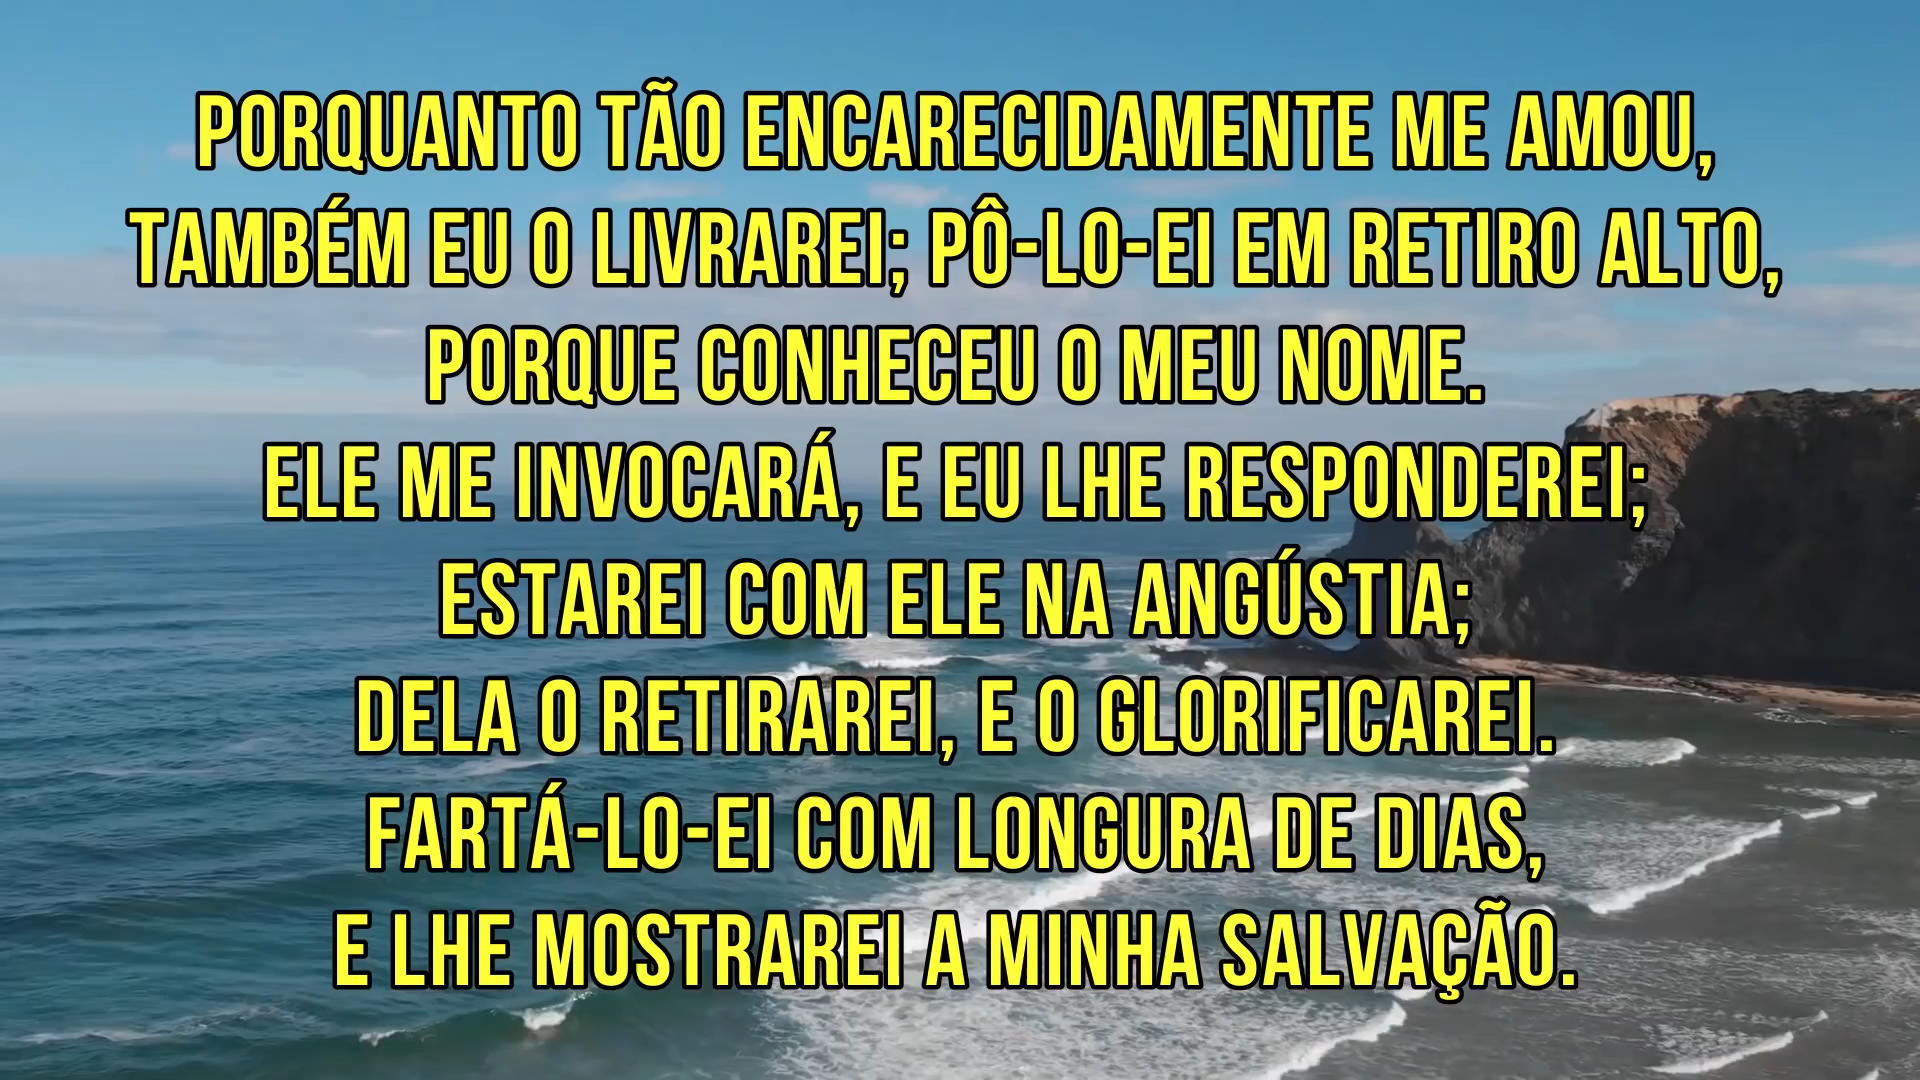 PORQUANTO TÃO ENCARECIDAMENTE ME AMOU,
TAMBÉM EU O LIVRAREI; PÔ-LO-EI EM RETIRO ALTO,
PORQUE CONHECEU O MEU NOME.
ELE ME INVOCARÁ, E EU LHE RESPONDEREI;
ESTAREI COM ELE NA ANGÚSTIA;
DELA O RETIRAREI, E O GLORIFICAREI.
FARTÁ-LO-EI COM LONGURA DE DIAS,
E LHE MOSTRAREI A MINHA SALVAÇÃO.